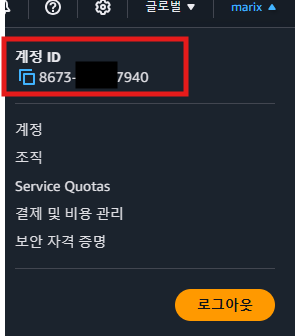 글로벌 marix
계정 ID
8673- 7940
계정
조직
Service Quotas
결제 및 비용 관리
보안 자격 증명
로그아웃